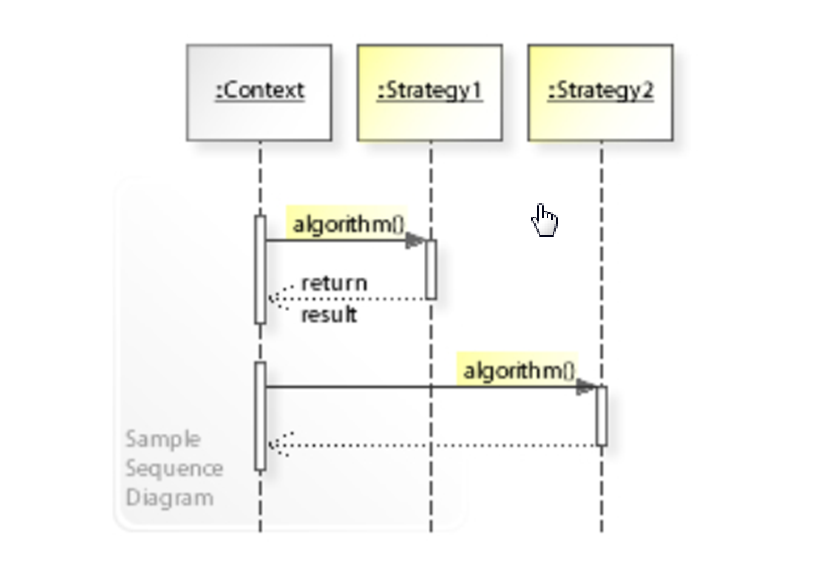 :Context
:Strategy1
:Strategy2
algorithm()
return
result
algorithm()
Sample
Sequence
Diagram